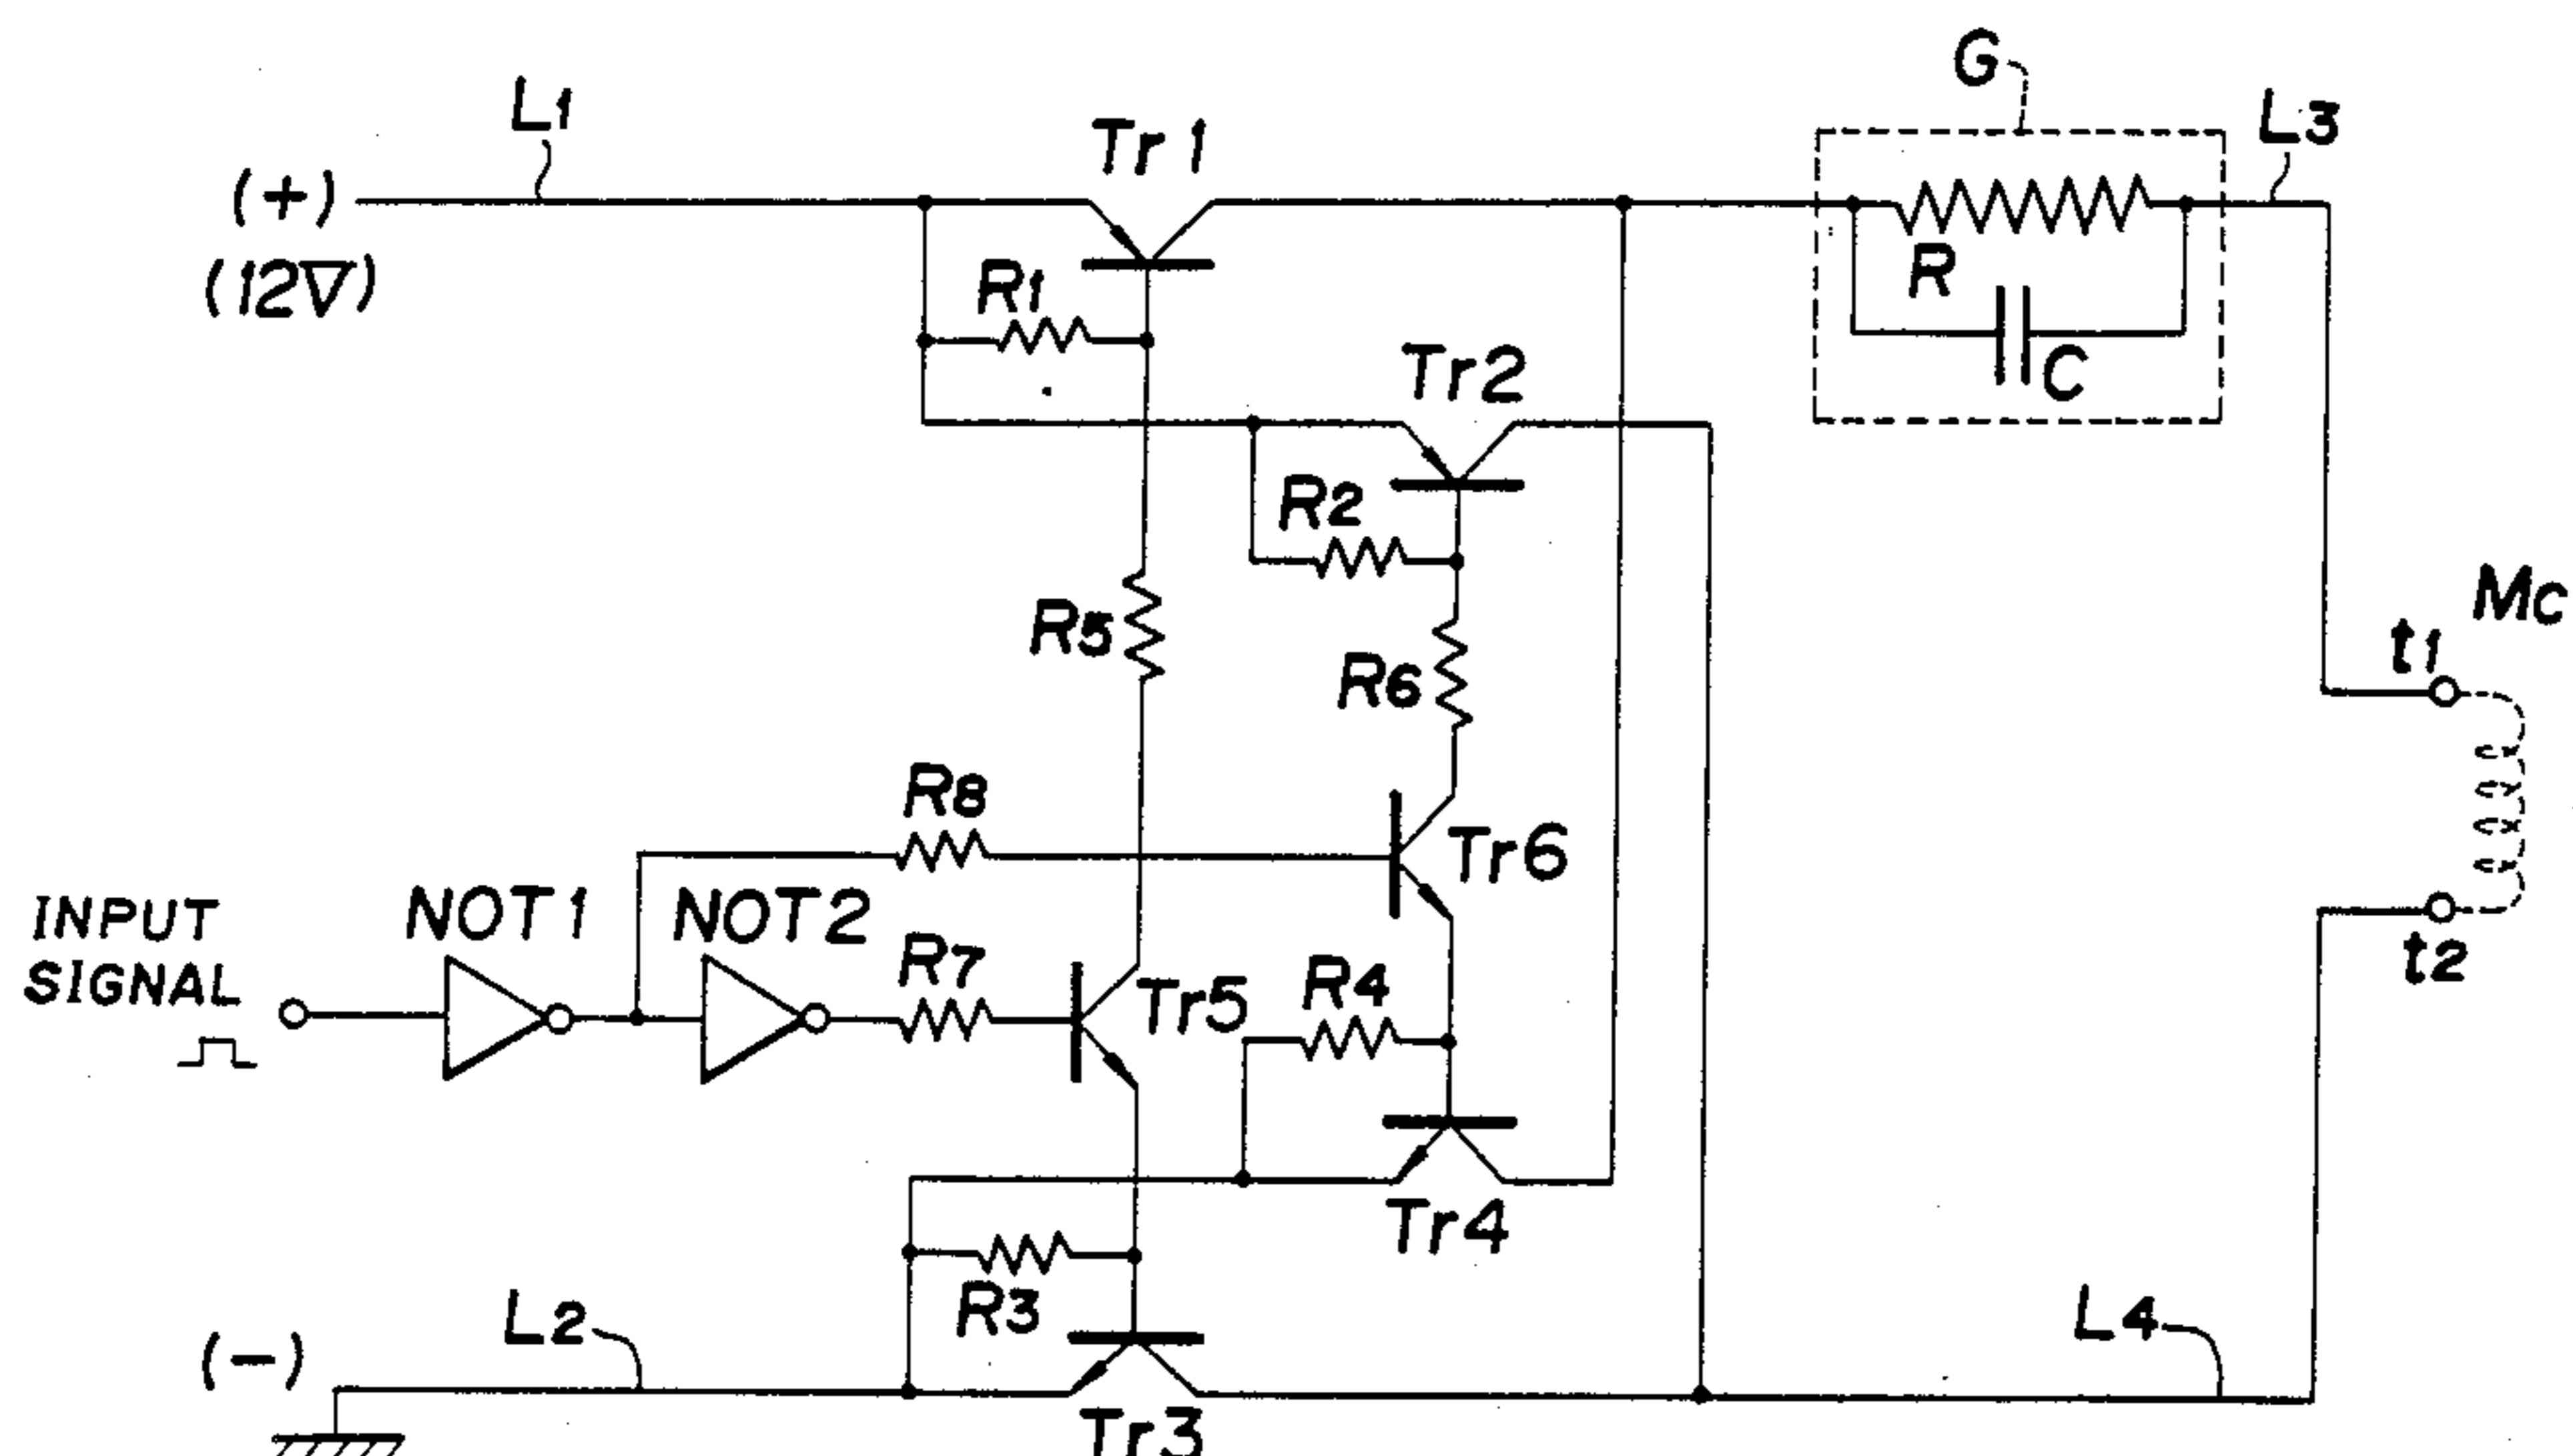 G
L1
Tr 1
L3
(+)
(12V)
R1
R
C
Tr2
R2
Mc
R5
t1
R6
R8
Tr6
INPUT
SIGNAL
NOT 1
NOT 2
R7
Tr5
R4
t2
Tr4
R3
L2
L4
(-)
Tr3